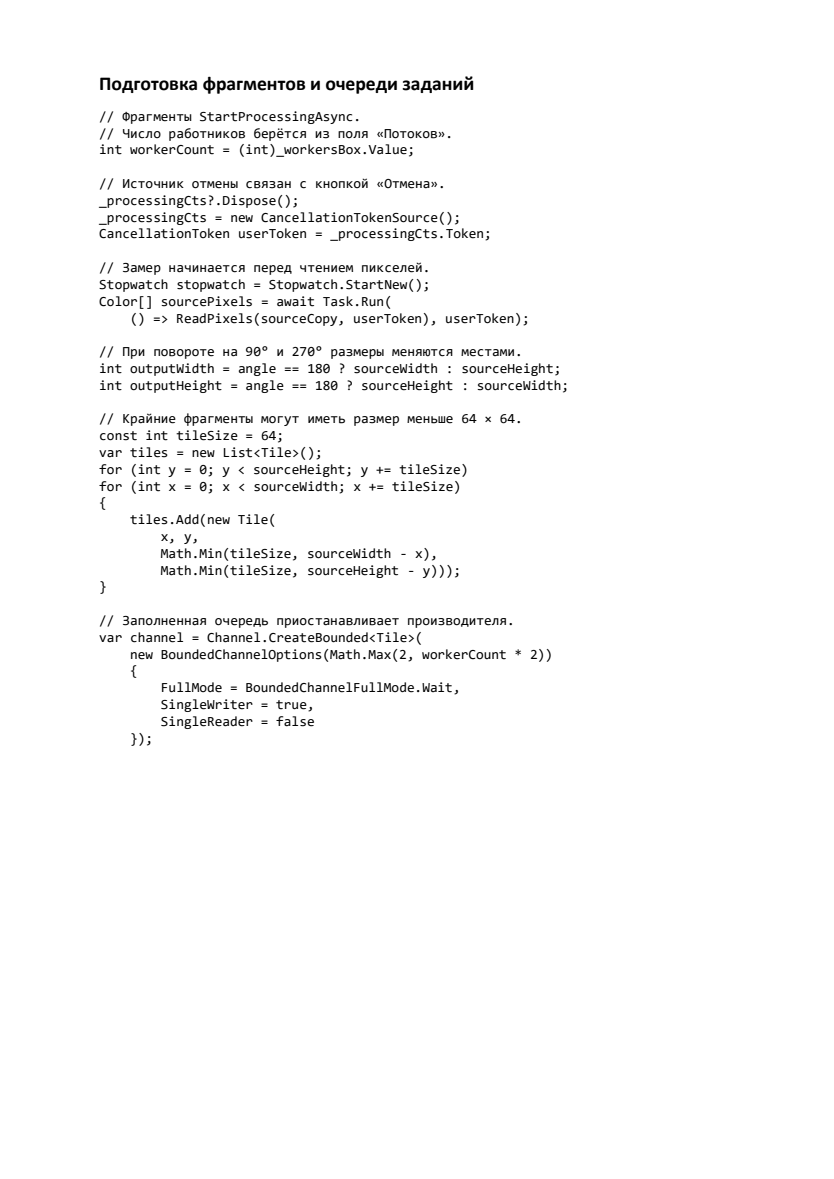 Подготовка фрагментов и очереди заданий
// Фрагменты StartProcessingAsync.
// Число работников берётся из поля «Потоков».
int workerCount = (int)_workersBox.Value;
// Источник отмены связан с кнопкой «Отмена».
_processingCts?.Dispose();
_processingCts = new CancellationTokenSource();
CancellationToken userToken = _processingCts.Token;
// Замер начинается перед чтением пикселей.
Stopwatch stopwatch = Stopwatch.StartNew();
Color[] sourcePixels = await Task.Run(
    () => ReadPixels(sourceCopy, userToken), userToken);
// При повороте на 90° и 270° размеры меняются местами.
int outputWidth = angle == 180 ? sourceWidth : sourceHeight;
int outputHeight = angle == 180 ? sourceHeight : sourceWidth;
// Крайние фрагменты могут иметь размер меньше 64 × 64.
const int tileSize = 64;
var tiles = new List<Tile>();
for (int y = 0; y < sourceHeight; y += tileSize)
for (int x = 0; x < sourceWidth; x += tileSize)
{
    tiles.Add(new Tile(
        x, y,
        Math.Min(tileSize, sourceWidth - x),
        Math.Min(tileSize, sourceHeight - y)));
}
// Заполненная очередь приостанавливает производителя.
var channel = Channel.CreateBounded<Tile>(
    new BoundedChannelOptions(Math.Max(2, workerCount * 2))
    {
        FullMode = BoundedChannelFullMode.Wait,
        SingleWriter = true,
        SingleReader = false
    });